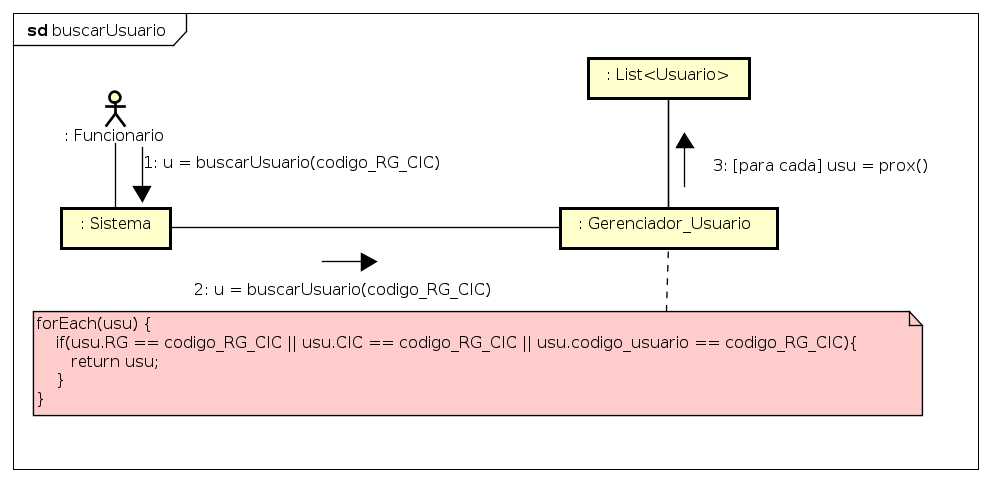 sd buscarUsuario
: List<Usuario>
: Funcionario
1: u = buscarUsuario(codigo_RG_CIC)
3: [para cada] usu = prox()
: Sistema
: Gerenciador_Usuario
2: u = buscarUsuario(codigo_RG_CIC)
forEach(usu) {
if(usu.RG == codigo_RG_CIC || usu.CIC == codigo_RG_CIC || usu.codigo_usuario == codigo_RG_CIC){
return usu;
}
}